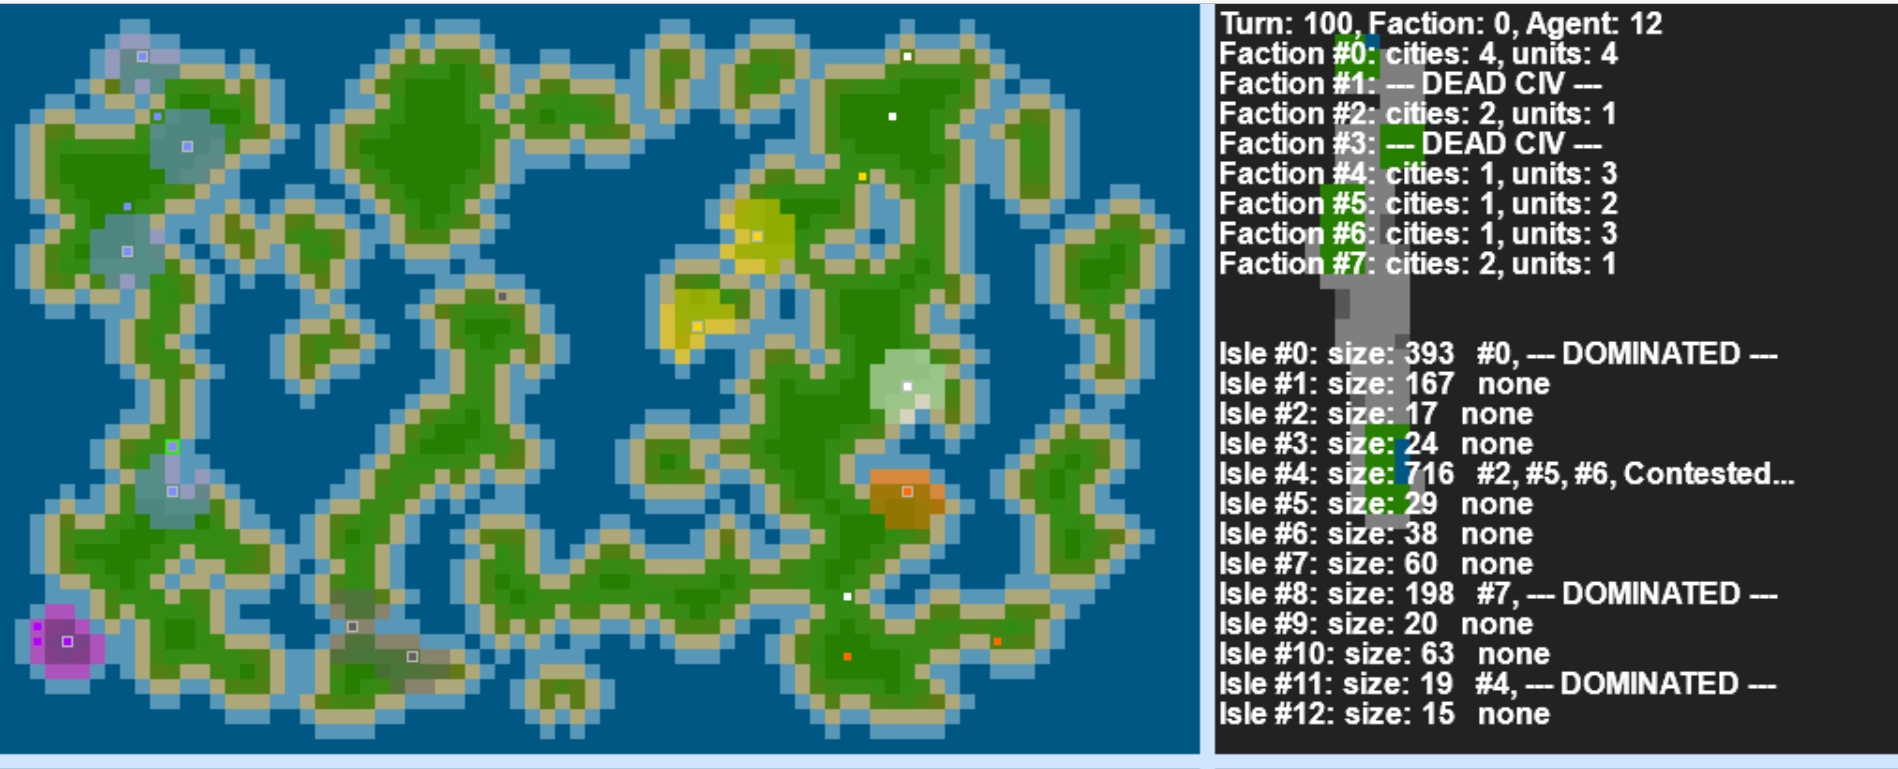 Turn: 100, Faction: 0, Agent: 12
Faction #0: cities: 4, units: 4
Faction #1: --- DEAD CIV ---
Faction #2: cities: 2, units: 1
Faction #3: --- DEAD CIV ---
Faction #4: cities: 1, units: 3
Faction #5: cities: 1, units: 2
Faction #6: cities: 1, units: 3
Faction #7: cities: 2, units: 1
Isle #0: size: 393 #0, --- DOMINATED ---
Isle #1: size: 167 none
Isle #2: size: 17 none
Isle #3: size: 24 none
Isle #4: size: 716 #2, #5, #6, Contested...
Isle #5: size: 29 none
Isle #6: size: 38 none
Isle #7: size: 60 none
Isle #8: size: 198 #7, --- DOMINATED ---
Isle #9: size: 20 none
Isle #10: size: 63 none
Isle #11: size: 19 #4, --- DOMINATED ---
Isle #12: size: 15 none